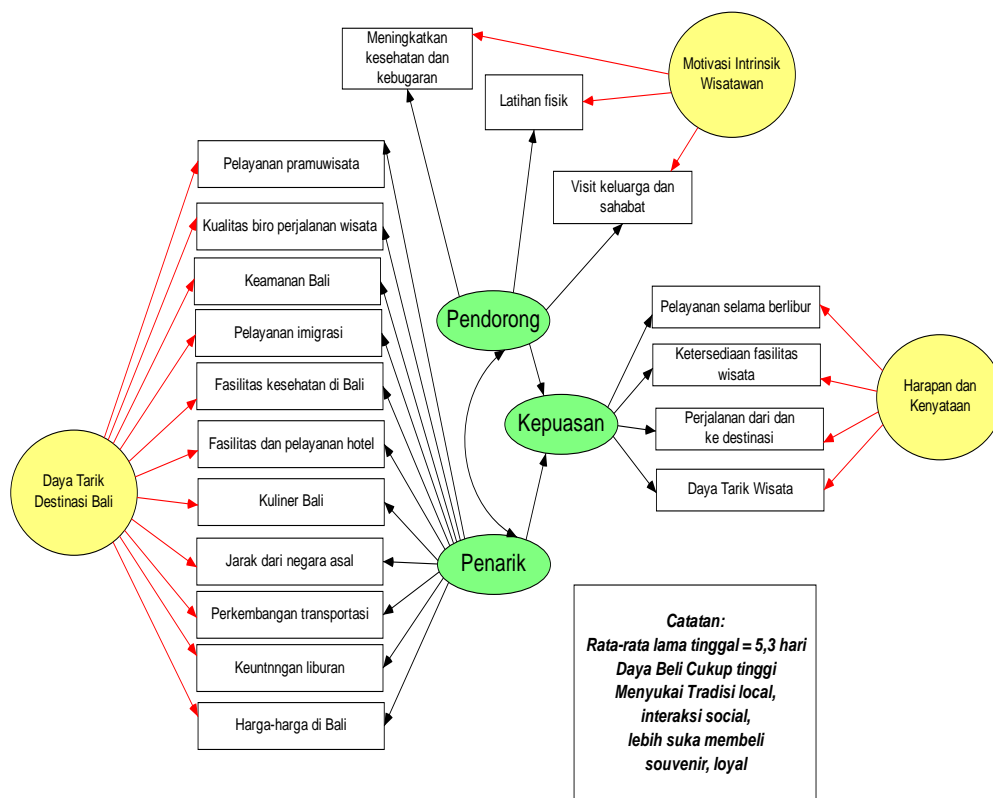 Meningkatkan
kesehatan dan
kebugaran
Motivasi Intrinsik
Wisatawan
Latihan fisik
Visit keluarga dan
sahabat
Pelayanan pramuwisata
Kualitas biro perjalanan wisata
Keamanan Bali
Pelayanan imigrasi
Fasilitas kesehatan di Bali
Fasilitas dan pelayanan hotel
Kuliner Bali
Jarak dari negara asal
Perkembangan transportasi
Keuntnngan liburan
Harga-harga di Bali
Daya Tarik
Destinasi Bali
Pendorong
Kepuasan
Penarik
Pelayanan selama berlibur
Ketersediaan fasilitas
wisata
Perjalanan dari dan
ke destinasi
Daya Tarik Wisata
Harapan dan
Kenyataan
Catatan:
Rata-rata lama tinggal = 5,3 hari
Daya Beli Cukup tinggi
Menyukai Tradisi local,
interaksi social,
lebih suka membeli
souvenir, loyal